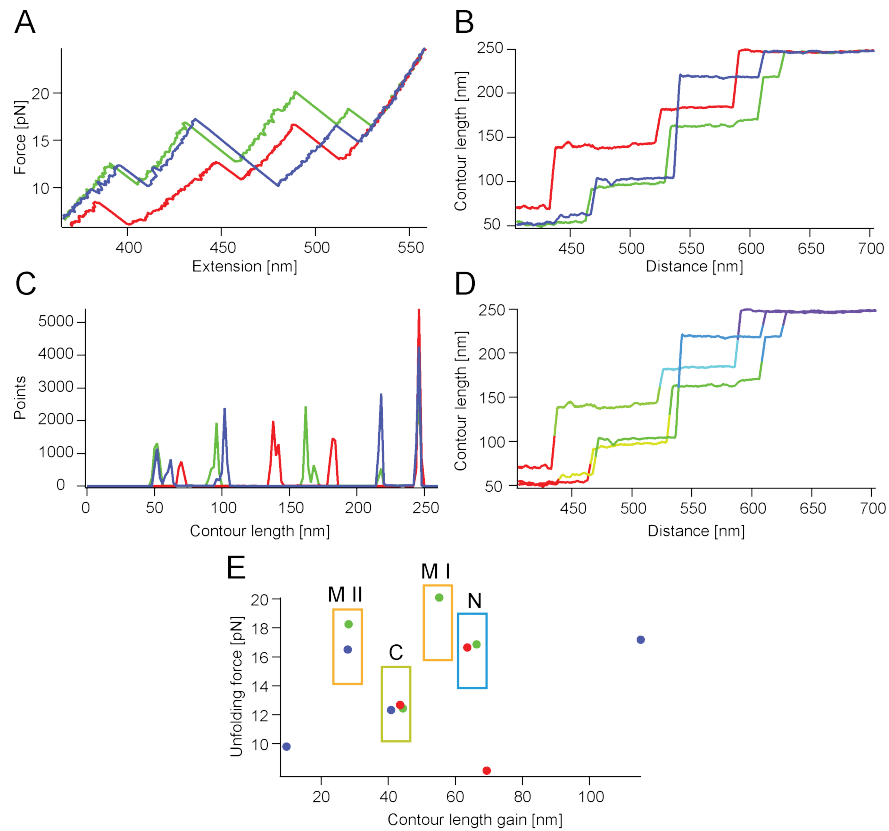 A
Force [pN]
20
15
10
400
450
500
550
Extension [nm]
B
Contour length [nm]
250
200
150
100
50
450
500
550
600
650
700
Distance [nm]
C
Points
5000
4000
3000
2000
1000
0
0
50
100
150
200
250
Contour length [nm]
D
Contour length [nm]
250
200
150
100
50
450
500
550
600
650
700
Distance [nm]
E
Unfolding force [pN]
20
18
16
14
12
10
M II
C
M I
N
20
40
60
80
100
Contour length gain [nm]